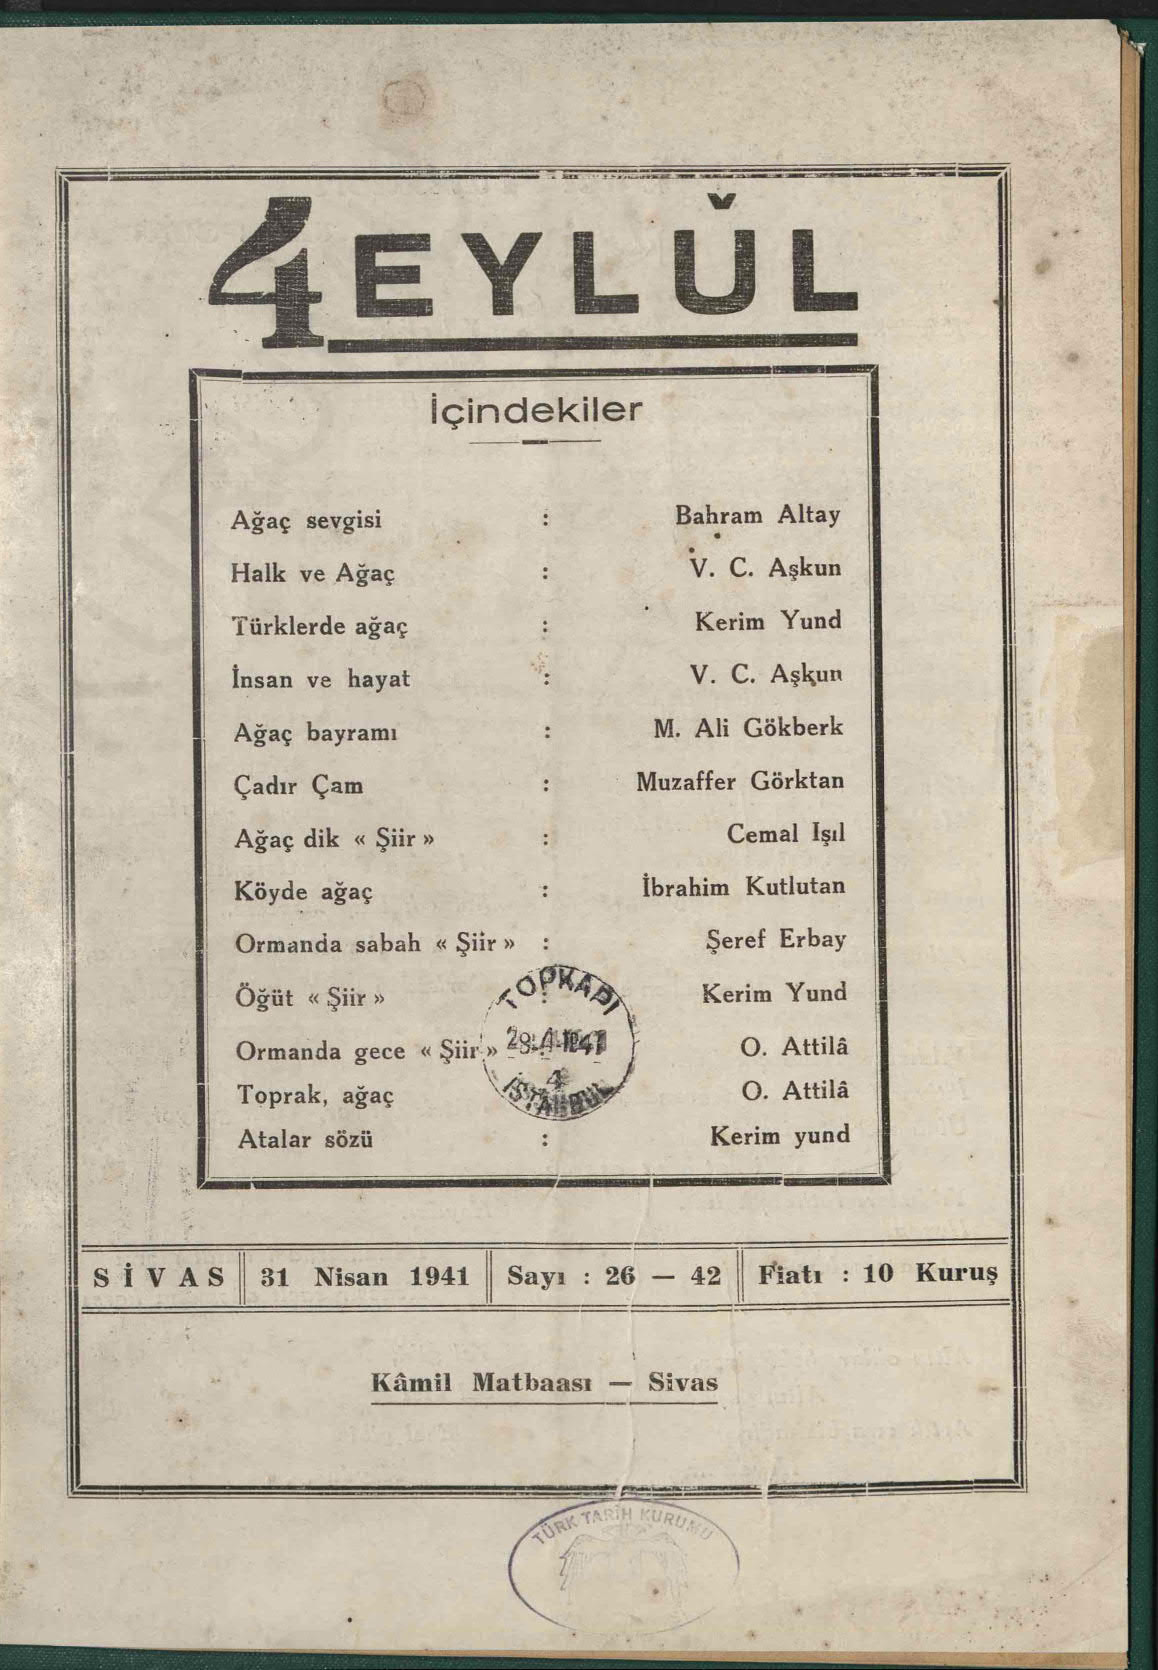 4 EYLÜL
İçindekiler
Ağaç sevgisi : Bahram Altay
Halk ve Ağaç : V. C. Aşkun
Türklerde ağaç : Kerim Yund
İnsan ve hayat : V. C. Aşkun
Ağaç bayramı : M. Ali Gökberk
Çadır Çam : Muzaffer Görktan
Ağaç dik « Şiir » : Cemal Işıl
Köyde ağaç : İbrahim Kutlutan
Ormanda sabah « Şiir » : Şeref Erbay
Öğüt « Şiir » : Kerim Yund
Ormanda gece « Şiir » : O. Attilâ
Toprak, ağaç O. Attilâ
Atalar sözü : Kerim yund
TOPKAPI
4
İSTANBUL
SİVAS 31 Nisan 1941 Sayı : 26 — 42 Fiatı : 10 Kuruş
Kâmil Matbaası — Sivas
TÜRK TARİH KURUMU